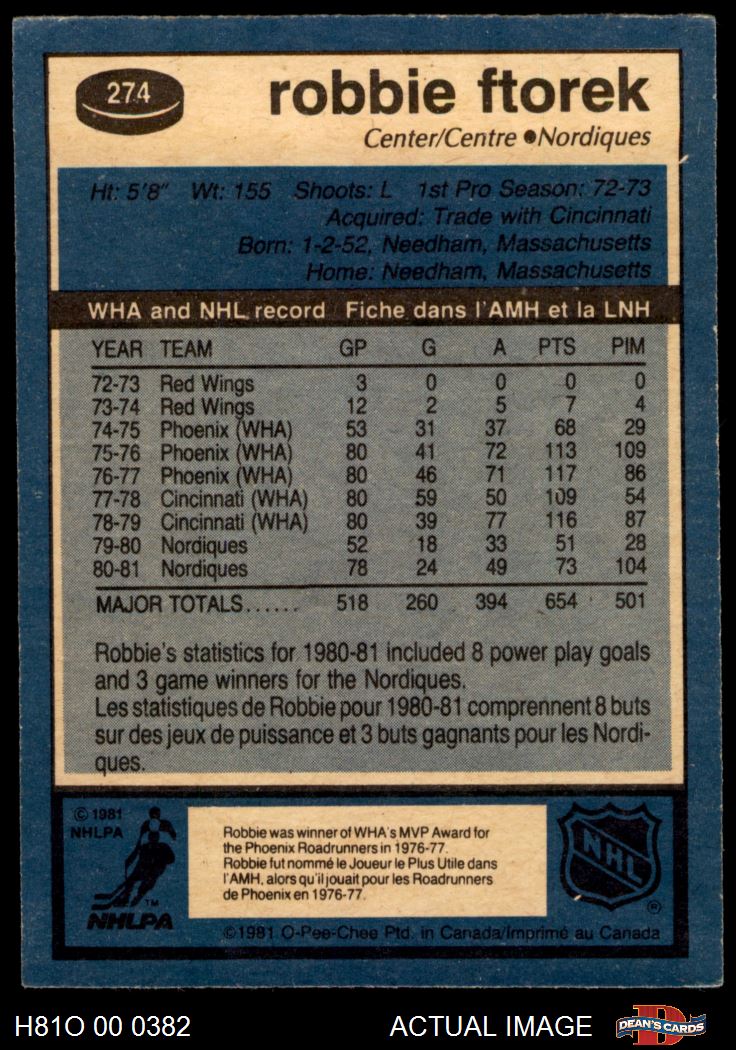 274
robbie ftorek
Center/Centre ●Nordiques
Ht: 5'8" Wt: 155 Shoots: L 1st Pro Season: 72-73
Acquired: Trade with Cincinnati
Born: 1-2-52, Needham, Massachusetts
Home: Needham, Massachusetts
WHA and NHL record Fiche dans l'AMH et la LNH
YEAR TEAM GP G A PTS PIM
72-73 Red Wings 3 0 0 0 0
73-74 Red Wings 12 2 5 7 4
74-75 Phoenix (WHA) 53 31 37 68 29
75-76 Phoenix (WHA) 80 41 72 113 109
76-77 Phoenix (WHA) 80 46 71 117 86
77-78 Cincinnati (WHA) 80 59 50 109 54
78-79 Cincinnati (WHA) 80 39 77 116 87
79-80 Nordiques 52 18 33 51 28
80-81 Nordiques 78 24 49 73 104
MAJOR TOTALS...... 518 260 394 654 501
Robbie's statistics for 1980-81 included 8 power play goals
and 3 game winners for the Nordiques.
Les statistiques de Robbie pour 1980-81 comprennent 8 buts
sur des jeux de puissance et 3 buts gagnants pour les Nordi-
ques.
© 1981
NHLPA
TM
NHLPA
Robbie was winner of WHA's MVP Award for
the Phoenix Roadrunners in 1976-77.
Robbie fut nommé le Joueur le Plus Utile dans
l'AMH, alors qu'il jouait pour les Roadrunners
de Phoenix en 1976-77.
NHL
®
©1981 O-Pee-Chee Ptd. in Canada/Imprimé au Canada
H81O 00 0382 ACTUAL IMAGE D DEAN'S CARDS